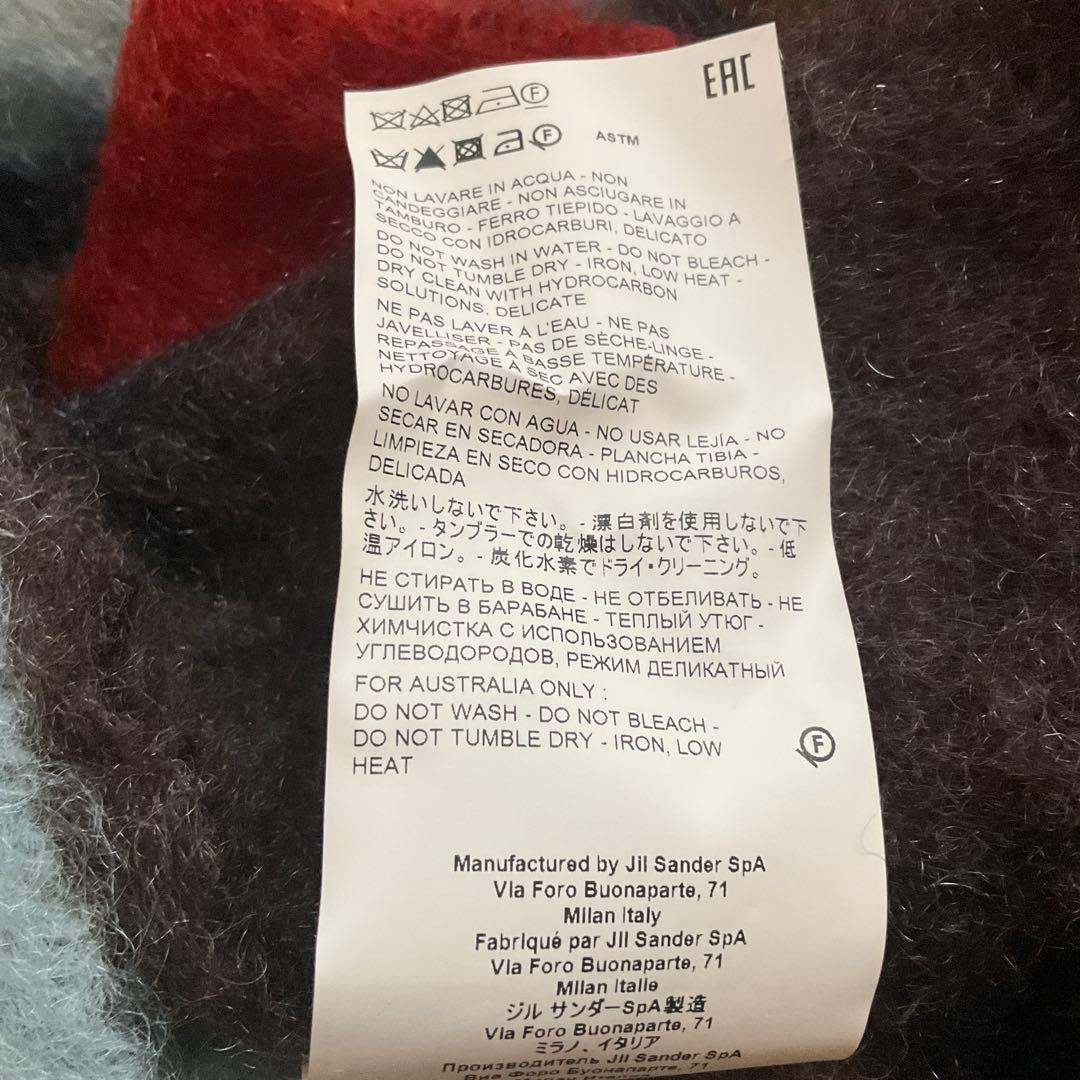 EAC
F
F ASTM
NON LAVARE IN ACQUA - NON
CANDEGGIARE - NON ASCIUGARE IN
TAMBURO - FERRO TIEPIDO - LAVAGGIO A
SECCO CON IDROCARBURI, DELICATO
DO NOT WASH IN WATER - DO NOT BLEACH -
DO NOT TUMBLE DRY - IRON, LOW HEAT -
DRY CLEAN WITH HYDROCARBON
SOLUTIONS, DELICATE
NE PAS LAVER A L'EAU - NE PAS
JAVELLISER - PAS DE SÈCHE-LINGE -
REPASSAGE A BASSE TEMPÉRATURE -
NETTOYAGE A SEC AVEC DES
HYDROCARBURES, DÉLICAT
NO LAVAR CON AGUA - NO USAR LEJÍA - NO
SECAR EN SECADORA - PLANCHA TIBIA -
LIMPIEZA EN SECO CON HIDROCARBUROS,
DELICADA
水洗いしないで下さい。- 漂白剤を使用しないで下
さい。- タンブラーでの乾燥はしないで下さい。- 低
温アイロン。- 炭化水素でドライ・クリーニング。
НЕ СТИРАТЬ В ВОДЕ - НЕ ОТБЕЛИВАТЬ - НЕ
СУШИТЬ В БАРАБАНЕ - ТЕПЛЫЙ УТЮГ -
ХИМЧИСТКА С ИСПОЛЬЗОВАНИЕМ
УГЛЕВОДОРОДОВ, РЕЖИМ ДЕЛИКАТНЫЙ
FOR AUSTRALIA ONLY :
DO NOT WASH - DO NOT BLEACH -
DO NOT TUMBLE DRY - IRON, LOW
HEAT
F
Manufactured by Jil Sander SpA
Via Foro Buonaparte, 71
Milan Italy
Fabriqué par Jil Sander SpA
Via Foro Buonaparte, 71
Milan Italie
ジル サンダーSpA製造
Via Foro Buonaparte, 71
ミラノ、イタリア
Производитель Jil Sander SpA
Виа Форо Буонапарте, 71